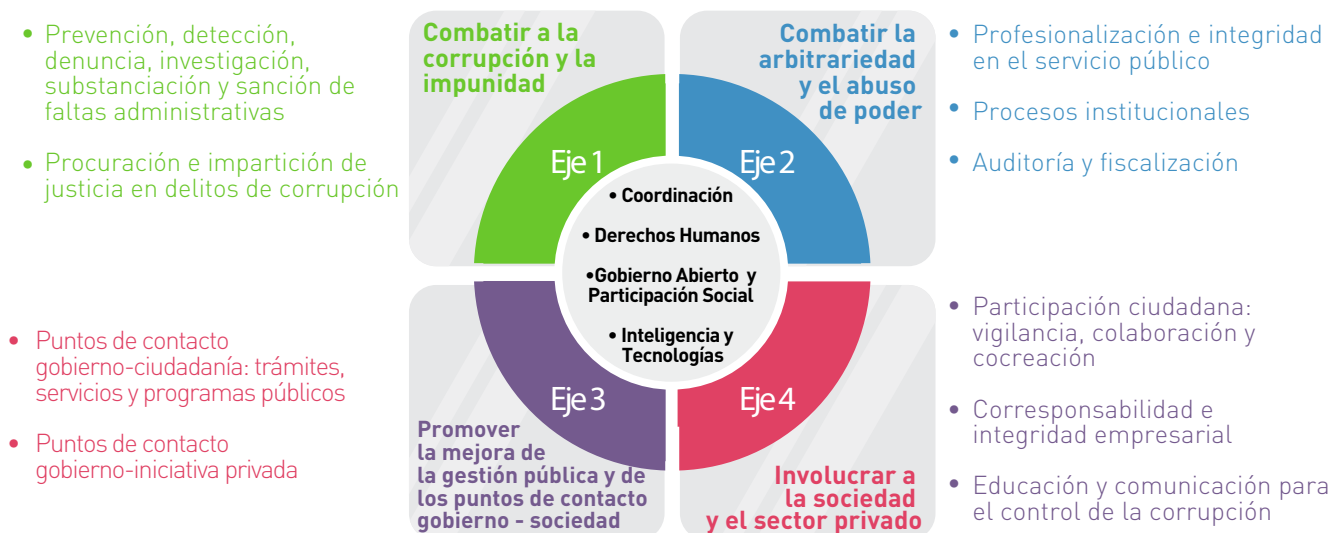 • Prevención, detección,
denuncia, investigación,
substanciación y sanción de
faltas administrativas
• Procuración e impartición de
justicia en delitos de corrupción
Combatir a la
corrupción y la
impunidad
Eje 1
Combatir la
arbitrariedad
y el abuso
de poder
Eje 2
• Profesionalización e integridad
en el servicio público
• Procesos institucionales
• Auditoría y fiscalización
• Coordinación
• Derechos Humanos
•Gobierno Abierto y
Participación Social
• Inteligencia y
Tecnologías
• Puntos de contacto
gobierno-ciudadanía: trámites,
servicios y programas públicos
• Puntos de contacto
gobierno-iniciativa privada
Eje 3
Promover
la mejora de
la gestión pública y de
los puntos de contacto
gobierno - sociedad
Eje 4
Involucrar a
la sociedad
y el sector privado
• Participación ciudadana:
vigilancia, colaboración y
cocreación
• Corresponsabilidad e
integridad empresarial
• Educación y comunicación para
el control de la corrupción